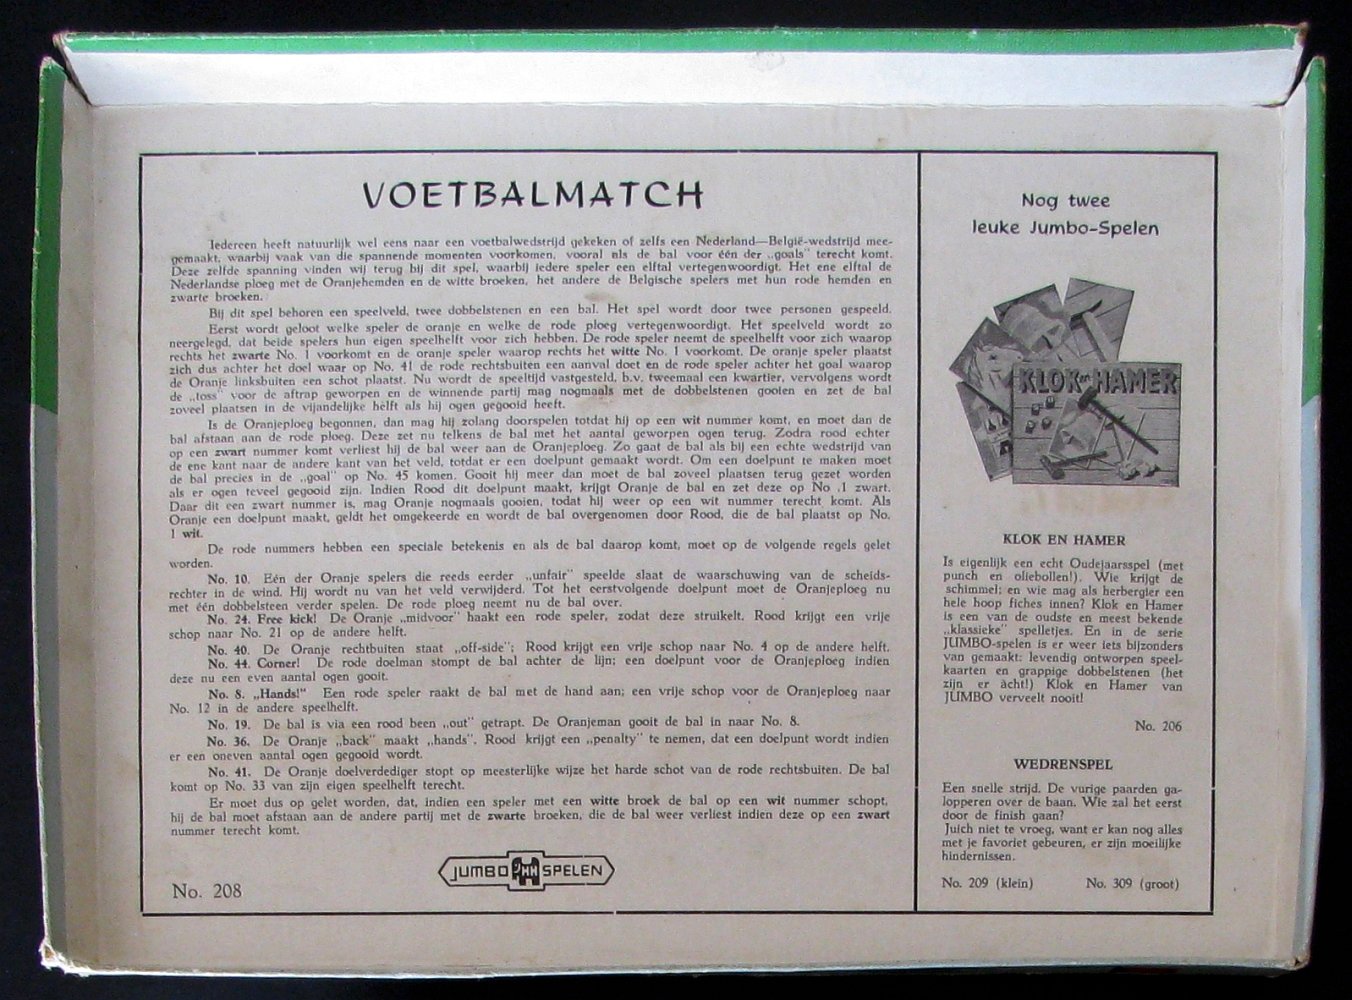 VOETBALMATCH
Iedereen heeft natuurlijk wel eens naar een voetbalwedstrijd gekeken of zelfs een Nederland—België-wedstrijd mee-
gemaakt, waarbij vaak van die spannende momenten voorkomen, vooral als de bal voor één der „goals" terecht komt.
Deze zelfde spanning vinden wij terug bij dit spel, waarbij iedere speler een elftal vertegenwoordigt. Het ene elftal de
Nederlandse ploeg met de Oranjehemden en de witte broeken, het andere de Belgische spelers met hun rode hemden en
zwarte broeken.
Bij dit spel behoren een speelveld, twee dobbelstenen en een bal. Het spel wordt door twee personen gespeeld.
Eerst wordt geloot welke speler de oranje en welke de rode ploeg vertegenwoordigt. Het speelveld wordt zo
neergelegd, dat beide spelers hun eigen speelhelft voor zich hebben. De rode speler neemt de speelhelft voor zich waarop
rechts het zwarte No. 1 voorkomt en de oranje speler waarop rechts het witte No. 1 voorkomt. De oranje speler plaatst
zich dus achter het doel waar op No. 41 de rode rechtsbuiten een aanval doet en de rode speler achter het goal waarop
de Oranje linksbuiten een schot plaatst. Nu wordt de speeltijd vastgesteld, b.v. tweemaal een kwartier, vervolgens wordt
de „toss" voor de aftrap geworpen en de winnende partij mag nogmaals met de dobbelstenen gooien en zet de bal
zoveel plaatsen in de vijandelijke helft als hij ogen gegooid heeft.
Is de Oranjeploeg begonnen, dan mag hij zolang doorspelen totdat hij op een wit nummer komt, en moet dan de
bal afstaan aan de rode ploeg. Deze zet nu telkens de bal met het aantal geworpen ogen terug. Zodra rood echter
op een zwart nummer komt verliest hij de bal weer aan de Oranjeploeg. Zo gaat de bal als bij een echte wedstrijd van
de ene kant naar de andere kant van het veld, totdat er een doelpunt gemaakt wordt. Om een doelpunt te maken moet
de bal precies in de „goal" op No. 45 komen. Gooit hij meer dan moet de bal zoveel plaatsen terug gezet worden
als er ogen teveel gegooid zijn. Indien Rood dit doelpunt maakt, krijgt Oranje de bal en zet deze op No .1 zwart.
Daar dit een zwart nummer is, mag Oranje nogmaals gooien, todat hij weer op een wit nummer terecht komt. Als
Oranje een doelpunt maakt, geldt het omgekeerde en wordt de bal overgenomen door Rood, die de bal plaatst op No.
1 wit.
De rode nummers hebben een speciale betekenis en als de bal daarop komt, moet op de volgende regels gelet
worden.
No. 10. Eén der Oranje spelers die reeds eerder „unfair" speelde slaat de waarschuwing van de scheids-
rechter in de wind. Hij wordt nu van het veld verwijderd. Tot het eerstvolgende doelpunt moet de Oranjeploeg nu
met één dobbelsteen verder spelen. De rode ploeg neemt nu de bal over.
No. 24. Free kick! De Oranje „midvoor" haakt een rode speler, zodat deze struikelt. Rood krijgt een vrije
schop naar No. 21 op de andere helft.
No. 40. De Oranje rechtbuiten staat „off-side"; Rood krijgt een vrije schop naar No. 4 op de andere helft.
No. 44. Corner! De rode doelman stompt de bal achter de lijn; een doelpunt voor de Oranjeploeg indien
deze nu een even aantal ogen gooit.
No. 8. „Hands!" Een rode speler raakt de bal met de hand aan; een vrije schop voor de Oranjeploeg naar
No. 12 in de andere speelhelft.
No. 19. De bal is via een rood been „out" getrapt. De Oranjeman gooit de bal in naar No. 8.
No. 36. De Oranje „back" maakt „hands". Rood krijgt een „penalty" te nemen, dat een doelpunt wordt indien
er een oneven aantal ogen gegooid wordt.
No. 41. De Oranje doelverdediger stopt op meesterlijke wijze het harde schot van de rode rechtsbuiten. De bal
komt op No. 33 van zijn eigen speelhelft terecht.
Er moet dus op gelet worden, dat, indien een speler met een witte broek de bal op een wit nummer schopt,
hij de bal moet afstaan aan de andere partij met de zwarte broeken, die de bal weer verliest indien deze op een zwart
nummer terecht komt.
No. 208
JUMBO JHH SPELEN
Nog twee
leuke Jumbo-Spelen
KLOK en HAMER
KLOK EN HAMER
Is eigenlijk een echt Oudejaarsspel (met
punch en oliebollen!). Wie krijgt de
schimmel; en wie mag als herbergier een
hele hoop fiches innen? Klok en Hamer
is een van de oudste en meest bekende
„klassieke" spelletjes. En in de serie
JUMBO-spelen is er weer iets bijzonders
van gemaakt: levendig ontworpen speel-
kaarten en grappige dobbelstenen (het
zijn er àcht!) Klok en Hamer van
JUMBO verveelt nooit!
No. 206
WEDRENSPEL
Een snelle strijd. De vurige paarden ga-
lopperen over de baan. Wie zal het eerst
door de finish gaan?
Juich niet te vroeg, want er kan nog alles
met je favoriet gebeuren, er zijn moeilijke
hindernissen.
No. 209 (klein) No. 309 (groot)